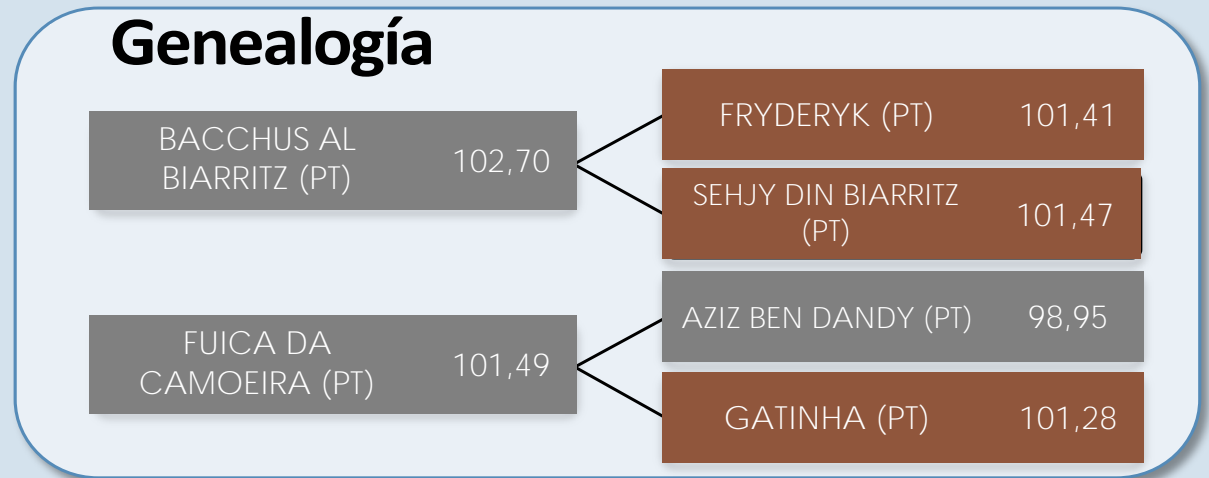 Genealogía
BACCHUS AL
BIARRITZ (PT)
102,70
FRYDERYK (PT)
101,41
SEHJY DIN BIARRITZ
(PT)
101,47
FUICA DA
CAMOEIRA (PT)
101,49
AZIZ BEN DANDY (PT)
98,95
GATINHA (PT)
101,28